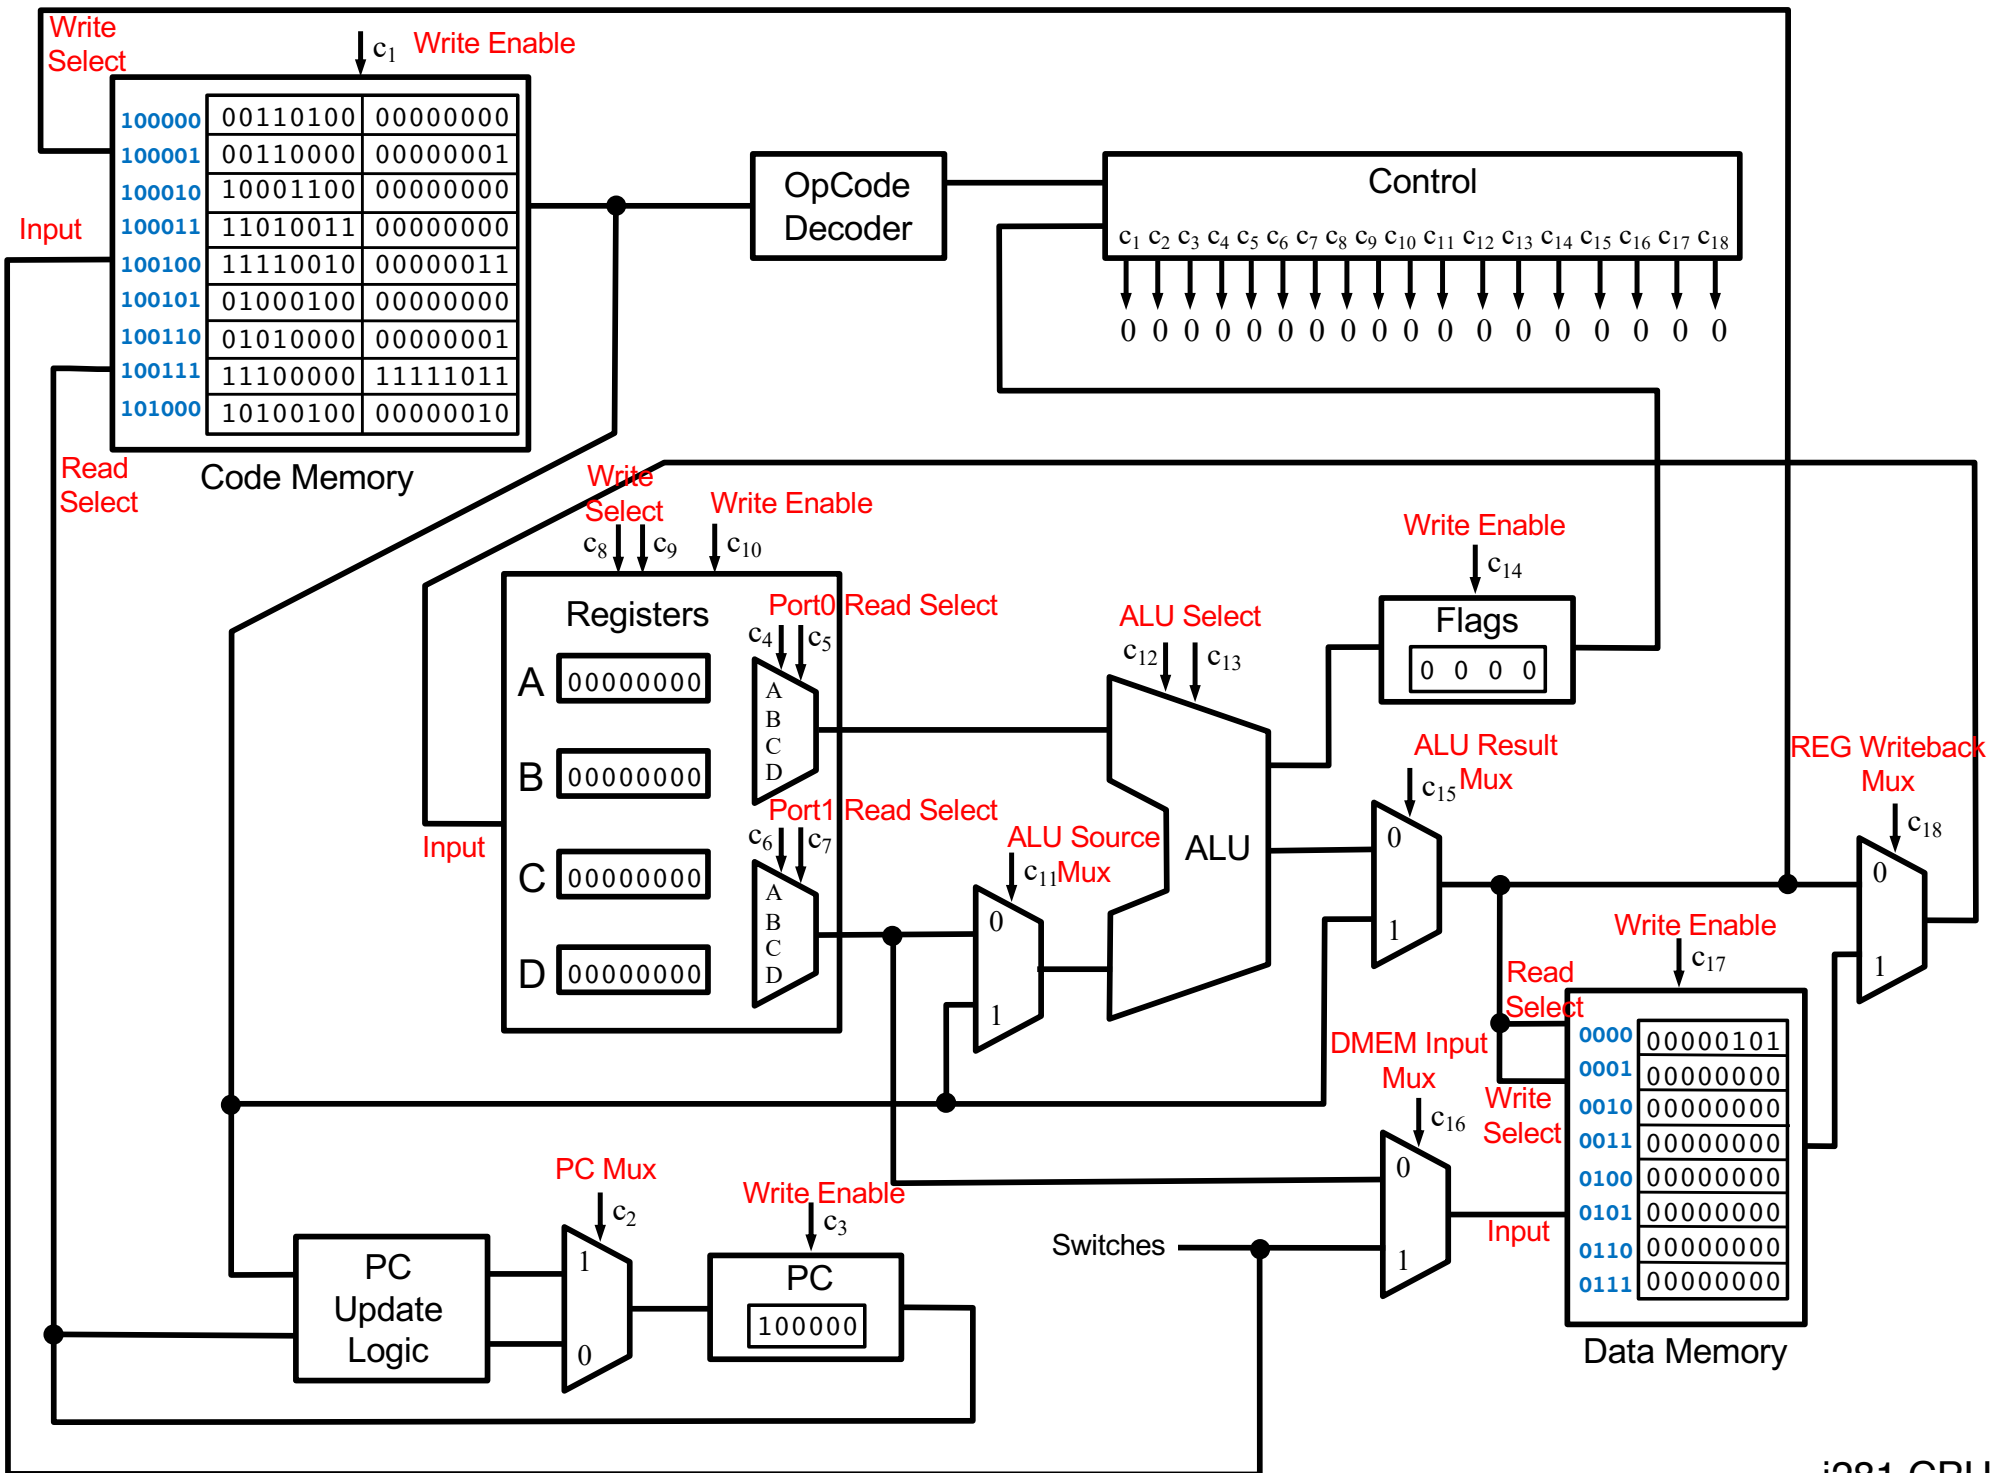 Write
Select
c1 Write Enable
100000 00110100 00000000
100001 00110000 00000001
100010 10001100 00000000
100011 11010011 00000000
100100 11110010 00000011
100101 01000100 00000000
100110 01010000 00000001
100111 11100000 11111011
101000 10100100 00000010
Input
Read
Select
Code Memory
OpCode
Decoder
Control
c1 c2 c3 c4 c5 c6 c7 c8 c9 c10 c11 c12 c13 c14 c15 c16 c17 c18
0 0 0 0 0 0 0 0 0 0 0 0 0 0 0 0 0 0
Write
Select
Write Enable
c8 c9 c10
Registers
A 00000000
B 00000000
C 00000000
D 00000000
Input
Port0 Read Select
c4 c5
A
B
C
D
Port1 Read Select
c6 c7
A
B
C
D
ALU Source
Mux
c11
0
1
ALU Select
c12 c13
ALU
Write Enable
c14
Flags
0 0 0 0
ALU Result
Mux
c15
0
1
REG Writeback
Mux
c18
0
1
Write Enable
c17
Read
Select
Write
Select
Input
0000 00000101
0001 00000000
0010 00000000
0011 00000000
0100 00000000
0101 00000000
0110 00000000
0111 00000000
Data Memory
DMEM Input
Mux
c16
0
1
Switches
PC Mux
c2
1
0
Write Enable
c3
PC
100000
PC
Update
Logic
i281 CPU